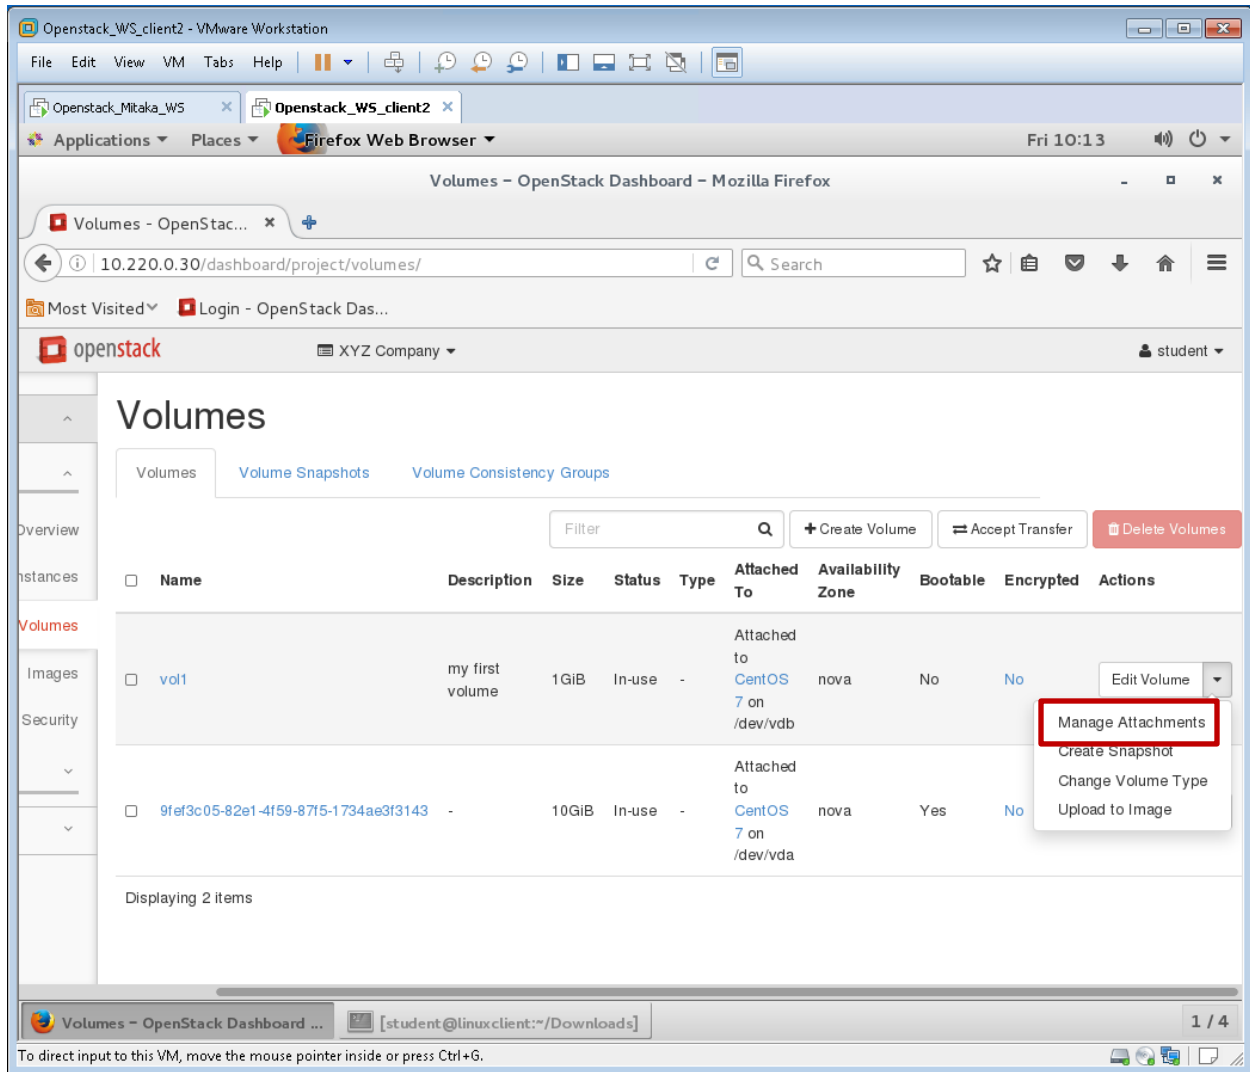 Openstack_WS_client2 - VMware Workstation
File Edit View VM Tabs Help
Openstack_Mitaka_WS
Openstack_WS_client2
Applications Places Firefox Web Browser Fri 10:13
Volumes - OpenStack Dashboard - Mozilla Firefox
Volumes - OpenStac...
10.220.0.30/dashboard/project/volumes/ Search
Most Visited Login - OpenStack Das...
openstack XYZ Company student
Volumes
Volumes Volume Snapshots Volume Consistency Groups
Overview
Filter + Create Volume Accept Transfer Delete Volumes
nstances
Name Description Size Status Type Attached To Availability Zone Bootable Encrypted Actions
Volumes
Images
Security
vol1 my first volume 1GiB In-use - Attached to CentOS 7 on /dev/vdb nova No No Edit Volume
Manage Attachments
Create Snapshot
Change Volume Type
Upload to Image
9fef3c05-82e1-4f59-87f5-1734ae3f3143 - 10GiB In-use - Attached to CentOS 7 on /dev/vda nova Yes No
Displaying 2 items
Volumes - OpenStack Dashboard ... [student@linuxclient:~/Downloads] 1 / 4
To direct input to this VM, move the mouse pointer inside or press Ctrl+G.